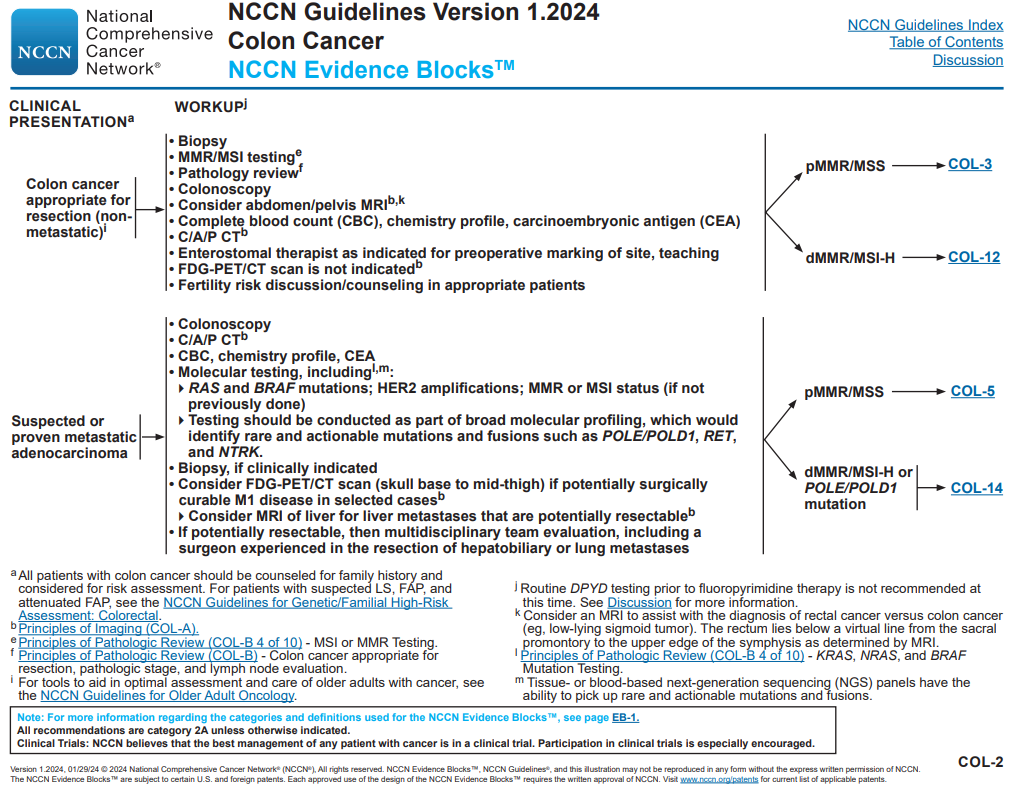 NCCN
National
Comprehensive
Cancer
Network®
NCCN Guidelines Version 1.2024
Colon Cancer
NCCN Evidence Blocks™
NCCN Guidelines Index
Table of Contents
Discussion
CLINICAL
PRESENTATIONa
WORKUPj
Colon cancer
appropriate for
resection (non-
metastatic)i
• Biopsy
• MMR/MSI testinge
• Pathology reviewf
• Colonoscopy
• Consider abdomen/pelvis MRIb,k
• Complete blood count (CBC), chemistry profile, carcinoembryonic antigen (CEA)
• C/A/P CTb
• Enterostomal therapist as indicated for preoperative marking of site, teaching
• FDG-PET/CT scan is not indicatedb
• Fertility risk discussion/counseling in appropriate patients
pMMR/MSS
COL-3
dMMR/MSI-H
COL-12
Suspected or
proven metastatic
adenocarcinoma
• Colonoscopy
• C/A/P CTb
• CBC, chemistry profile, CEA
• Molecular testing, includingl,m:
RAS and BRAF mutations; HER2 amplifications; MMR or MSI status (if not
previously done)
Testing should be conducted as part of broad molecular profiling, which would
identify rare and actionable mutations and fusions such as POLE/POLD1, RET,
and NTRK.
• Biopsy, if clinically indicated
• Consider FDG-PET/CT scan (skull base to mid-thigh) if potentially surgically
curable M1 disease in selected casesb
Consider MRI of liver for liver metastases that are potentially resectableb
• If potentially resectable, then multidisciplinary team evaluation, including a
surgeon experienced in the resection of hepatobiliary or lung metastases
pMMR/MSS
COL-5
dMMR/MSI-H or
POLE/POLD1
mutation
COL-14
a All patients with colon cancer should be counseled for family history and
considered for risk assessment. For patients with suspected LS, FAP, and
attenuated FAP, see the NCCN Guidelines for Genetic/Familial High-Risk
Assessment: Colorectal.
b Principles of Imaging (COL-A).
e Principles of Pathologic Review (COL-B 4 of 10) - MSI or MMR Testing.
f Principles of Pathologic Review (COL-B) - Colon cancer appropriate for
resection, pathologic stage, and lymph node evaluation.
i For tools to aid in optimal assessment and care of older adults with cancer, see
the NCCN Guidelines for Older Adult Oncology.
j Routine DPYD testing prior to fluoropyrimidine therapy is not recommended at
this time. See Discussion for more information.
k Consider an MRI to assist with the diagnosis of rectal cancer versus colon cancer
(eg, low-lying sigmoid tumor). The rectum lies below a virtual line from the sacral
promontory to the upper edge of the symphysis as determined by MRI.
l Principles of Pathologic Review (COL-B 4 of 10) - KRAS, NRAS, and BRAF
Mutation Testing.
m Tissue- or blood-based next-generation sequencing (NGS) panels have the
ability to pick up rare and actionable mutations and fusions.
Note: For more information regarding the categories and definitions used for the NCCN Evidence Blocks™, see page EB-1.
All recommendations are category 2A unless otherwise indicated.
Clinical Trials: NCCN believes that the best management of any patient with cancer is in a clinical trial. Participation in clinical trials is especially encouraged.
COL-2
Version 1.2024, 01/29/24 © 2024 National Comprehensive Cancer Network® (NCCN®), All rights reserved. NCCN Evidence Blocks™, NCCN Guidelines®, and this illustration may not be reproduced in any form without the express written permission of NCCN.
The NCCN Evidence Blocks™ are subject to certain U.S. and foreign patents. Each approved use of the design of the NCCN Evidence Blocks™ requires the written approval of NCCN. Visit www.nccn.org/patents for current list of applicable patents.